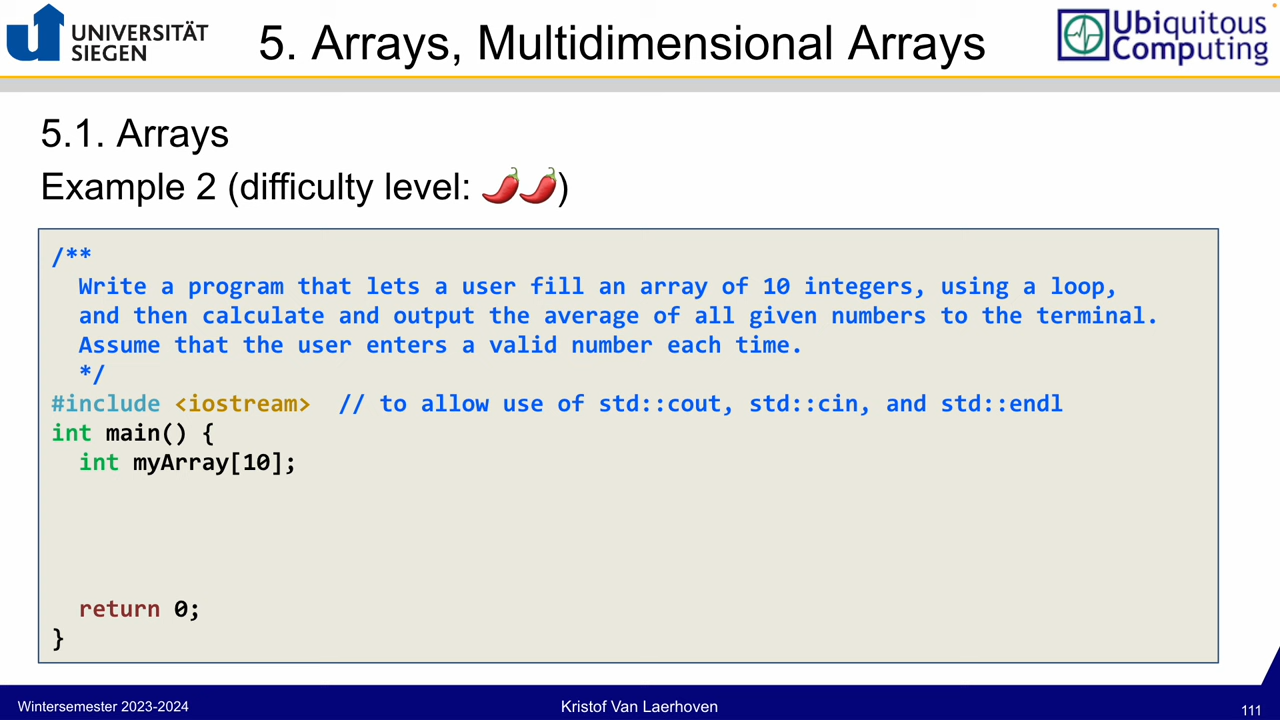 UNIVERSITÄT
SIEGEN
5. Arrays, Multidimensional Arrays
Ubiquitous
Computing
5.1. Arrays
Example 2 (difficulty level: 🌶️🌶️)
/**
  Write a program that lets a user fill an array of 10 integers, using a loop,
  and then calculate and output the average of all given numbers to the terminal.
  Assume that the user enters a valid number each time.
  */
#include <iostream>  // to allow use of std::cout, std::cin, and std::endl
int main() {
  int myArray[10];
  return 0;
}
Wintersemester 2023-2024
Kristof Van Laerhoven
111